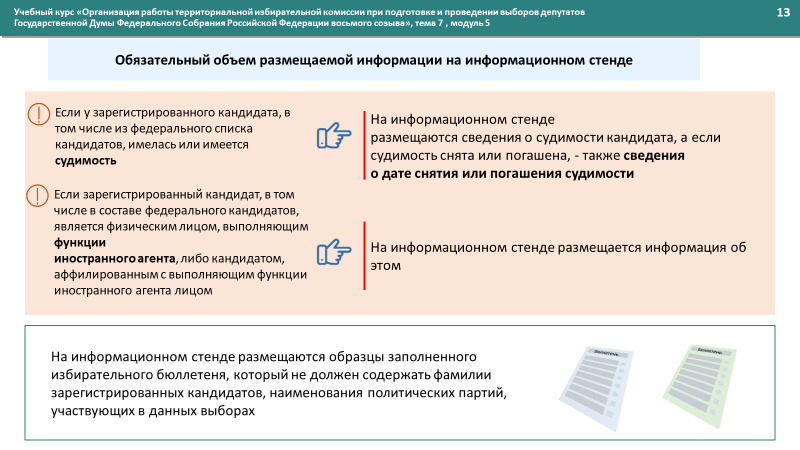 Учебный курс «Организация работы территориальной избирательной комиссии при подготовке и проведении выборов депутатов
Государственной Думы Федерального Собрания Российской Федерации восьмого созыва», тема 7 , модуль 5
13
Обязательный объем размещаемой информации на информационном стенде
Если у зарегистрированного кандидата, в
том числе из федерального списка
кандидатов, имелась или имеется
судимость
На информационном стенде
размещаются сведения о судимости кандидата, а если
судимость снята или погашена, - также сведения
о дате снятия или погашения судимости
Если зарегистрированный кандидат, в том
числе в составе федерального кандидатов,
является физическим лицом, выполняющим
функции
иностранного агента, либо кандидатом,
аффилированным с выполняющим функции
иностранного агента лицом
На информационном стенде размещается информация об
этом
На информационном стенде размещаются образцы заполненного
избирательного бюллетеня, который не должен содержать фамилии
зарегистрированных кандидатов, наименования политических партий,
участвующих в данных выборах
Бюллетень
Бюллетень